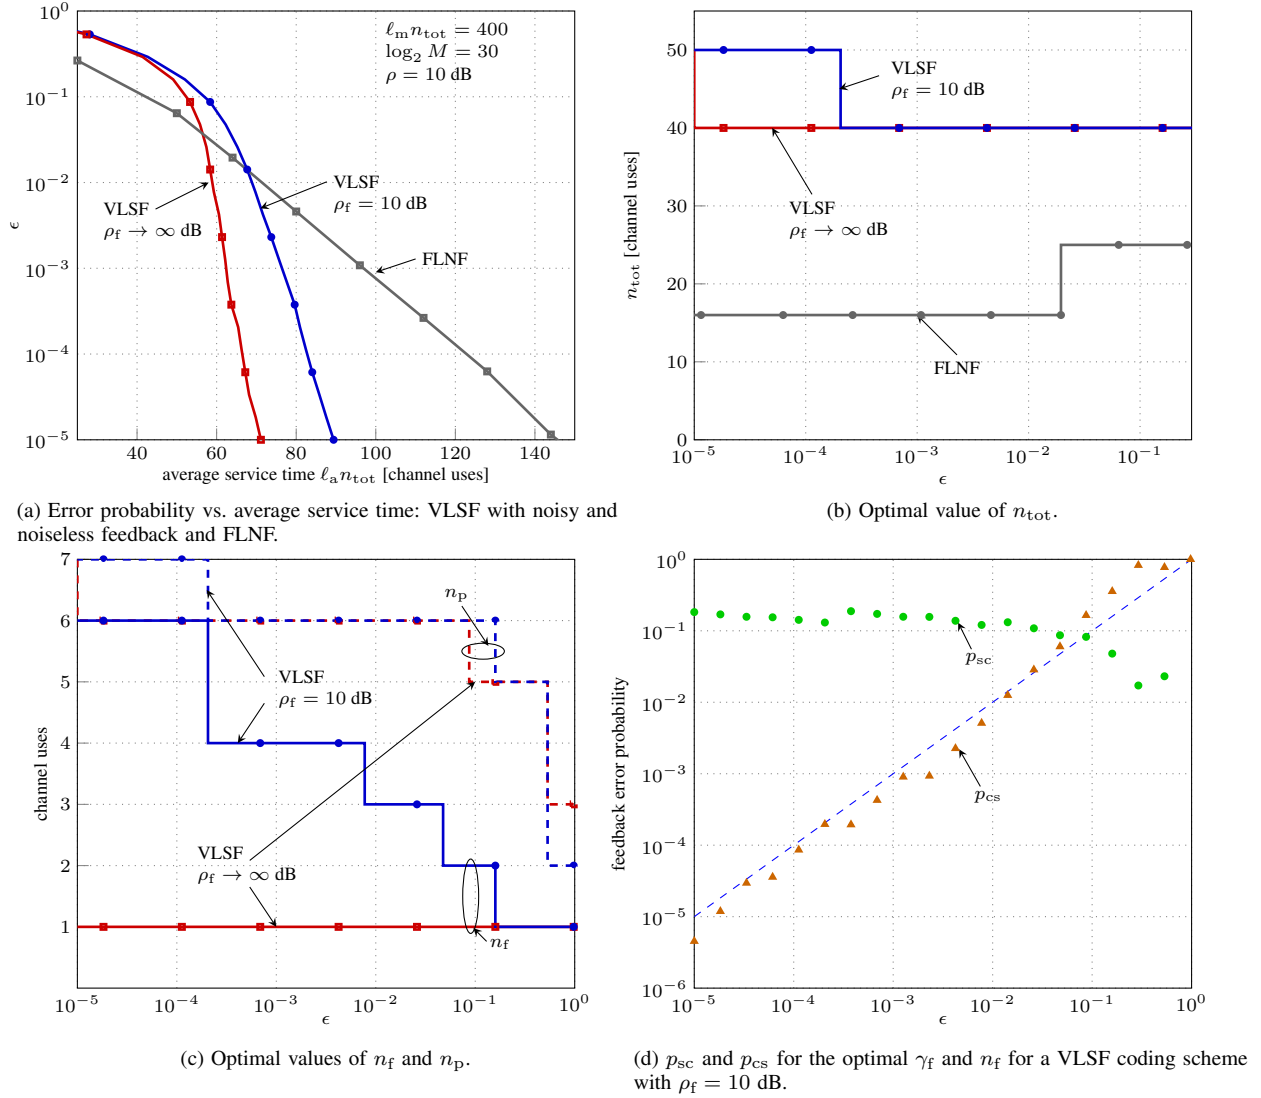 10^0
10^-1
10^-2
10^-3
10^-4
10^-5
ϵ
ℓ_m n_tot = 400
log_2 M = 30
ρ = 10 dB
VLSF
ρ_f → ∞ dB
VLSF
ρ_f = 10 dB
FLNF
40 60 80 100 120 140
average service time ℓ_a n_tot [channel uses]
(a) Error probability vs. average service time: VLSF with noisy and
noiseless feedback and FLNF.
50
40
30
20
10
0
n_tot [channel uses]
VLSF
ρ_f = 10 dB
VLSF
ρ_f → ∞ dB
FLNF
10^-5 10^-4 10^-3 10^-2 10^-1
ϵ
(b) Optimal value of n_tot.
7
6
5
4
3
2
1
channel uses
n_p
VLSF
ρ_f = 10 dB
VLSF
ρ_f → ∞ dB
n_f
10^-5 10^-4 10^-3 10^-2 10^-1 10^0
ϵ
(c) Optimal values of n_f and n_p.
10^0
10^-1
10^-2
10^-3
10^-4
10^-5
10^-6
feedback error probability
p_sc
p_cs
10^-5 10^-4 10^-3 10^-2 10^-1 10^0
ϵ
(d) p_sc and p_cs for the optimal γ_f and n_f for a VLSF coding scheme
with ρ_f = 10 dB.